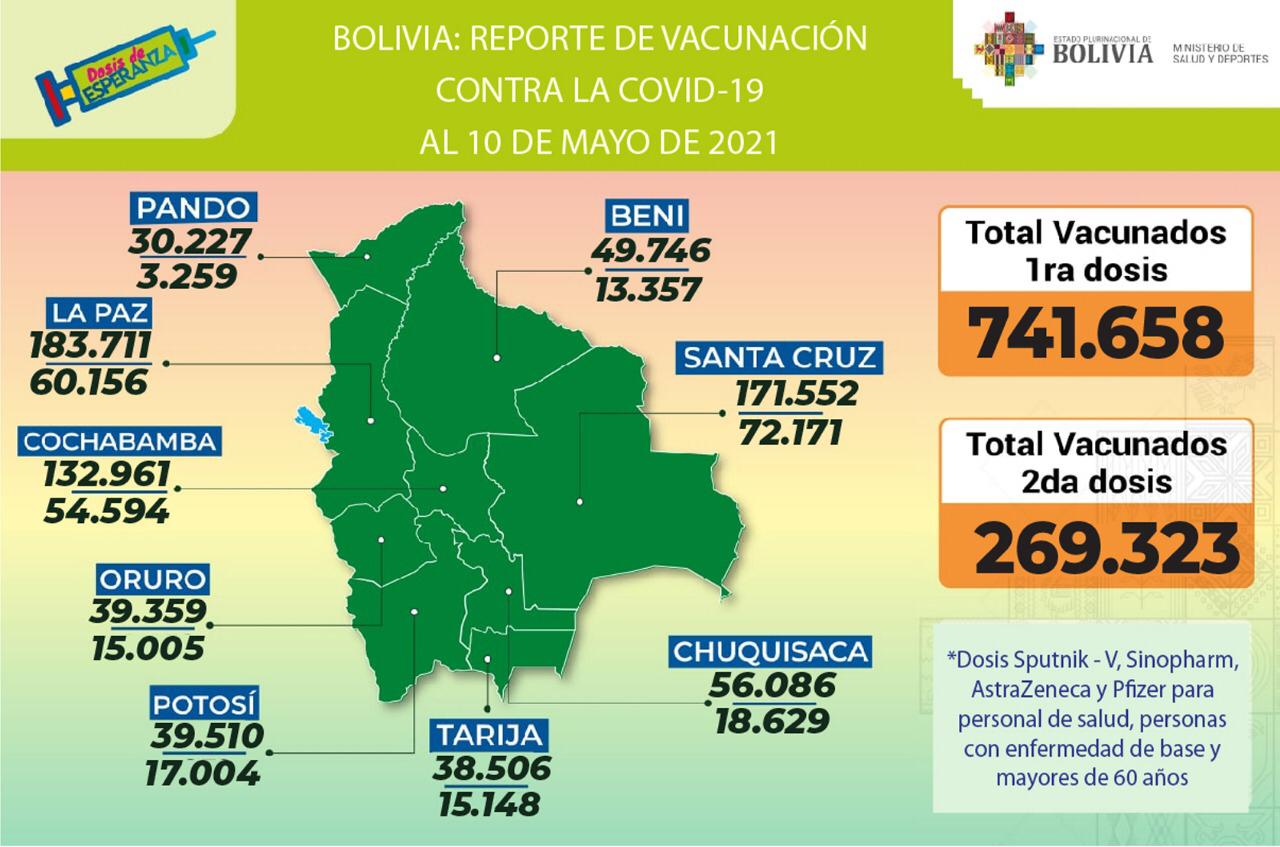 Dosis de
ESPERANZA
BOLIVIA: REPORTE DE VACUNACIÓN
CONTRA LA COVID-19
AL 10 DE MAYO DE 2021
ESTADO PLURINACIONAL DE
BOLIVIA
MINISTERIO DE
SALUD Y DEPORTES
PANDO
30.227
3.259
BENI
49.746
13.357
LA PAZ
183.711
60.156
SANTA CRUZ
171.552
72.171
COCHABAMBA
132.961
54.594
ORURO
39.359
15.005
CHUQUISACA
56.086
18.629
POTOSÍ
39.510
17.004
TARIJA
38.506
15.148
Total Vacunados
1ra dosis
741.658
Total Vacunados
2da dosis
269.323
*Dosis Sputnik - V, Sinopharm,
AstraZeneca y Pfizer para
personal de salud, personas
con enfermedad de base y
mayores de 60 años